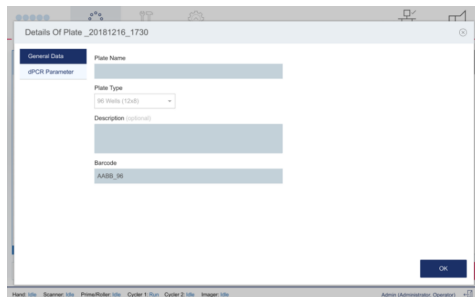 Details Of Plate _20181216_1730
General Data
dPCR Parameter
Plate Name
Plate Type
96 Wells (12x8)
Description (optional)
Barcode
AABB_96
OK
Hand: Idle Scanner: Idle Prime/Roller: Idle Cycler 1: Run Cycler 2: Idle Imager: Idle Admin (Administrator, Operator)